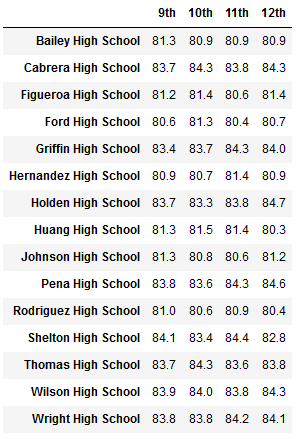 9th 10th 11th 12th
Bailey High School 81.3 80.9 80.9 80.9
Cabrera High School 83.7 84.3 83.8 84.3
Figueroa High School 81.2 81.4 80.6 81.4
Ford High School 80.6 81.3 80.4 80.7
Griffin High School 83.4 83.7 84.3 84.0
Hernandez High School 80.9 80.7 81.4 80.9
Holden High School 83.7 83.3 83.8 84.7
Huang High School 81.3 81.5 81.4 80.3
Johnson High School 81.3 80.8 80.6 81.2
Pena High School 83.8 83.6 84.3 84.6
Rodriguez High School 81.0 80.6 80.9 80.4
Shelton High School 84.1 83.4 84.4 82.8
Thomas High School 83.7 84.3 83.6 83.8
Wilson High School 83.9 84.0 83.8 84.3
Wright High School 83.8 83.8 84.2 84.1